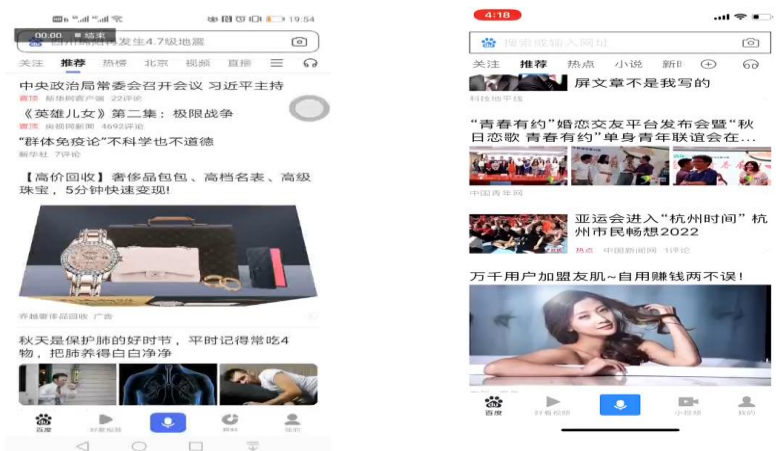 19:54
00:00 结束
发生4.7级地震
关注 推荐 热榜 北京 视频 直播
中央政治局常委会召开会议 习近平主持
置顶 新华网客户端 22评论
《英雄儿女》第二集：极限战争
置顶 央视网新闻 4692评论
“群体免疫论”不科学也不道德
新华社 7评论
【高价回收】奢侈品包包、高档名表、高级
珠宝，5分钟快速变现!
奢侈品回收 广告
秋天是保护肺的好时节，平时记得常吃4
物，把肺养得白白净净
百度 好看视频
4:18
搜索或输入网址
关注 推荐 热点 小说 新时
屏文章不是我写的
科技地平线
“青春有约”婚恋交友平台发布会暨“秋
日恋歌 青春有约”单身青年联谊会在...
中国青年网
亚运会进入“杭州时间” 杭
州市民畅想2022
热点 中国新闻网 1评论
万千用户加盟友肌~自用赚钱两不误!
百度 好看视频 小视频 我的